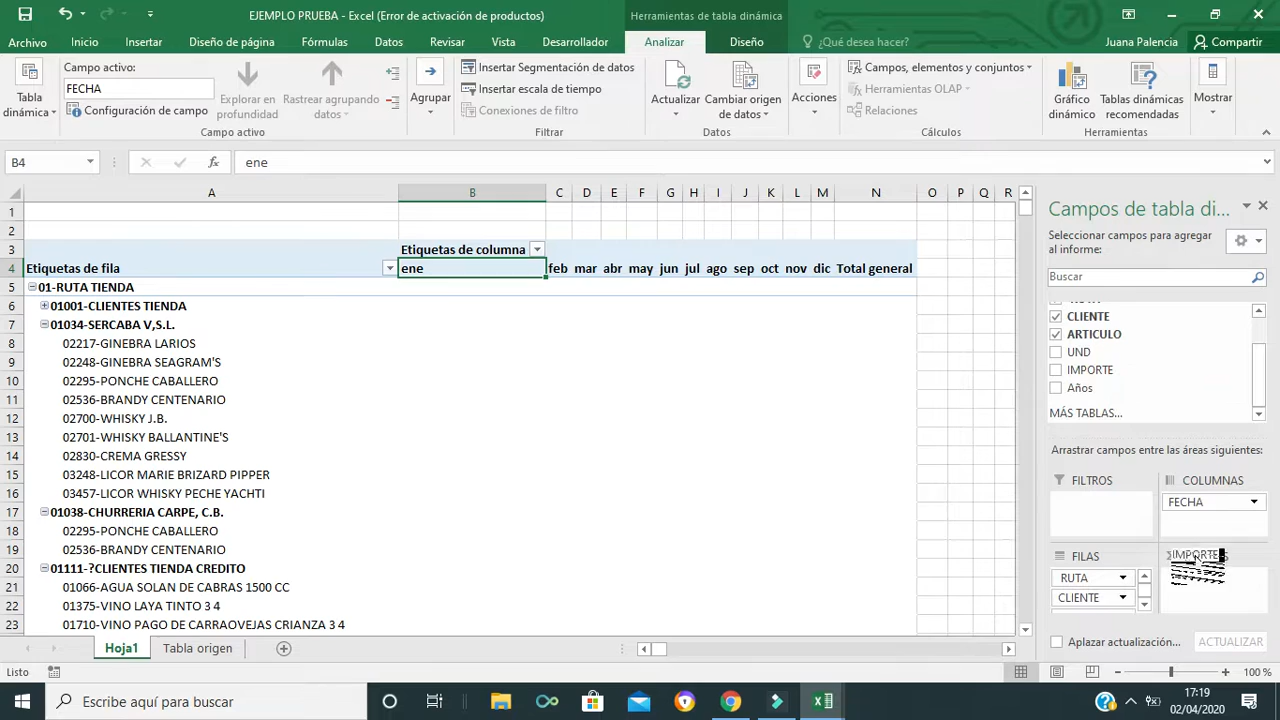 EJEMPLO PRUEBA - Excel (Error de activación de productos)
Herramientas de tabla dinámica
Archivo Inicio Insertar Diseño de página Fórmulas Datos Revisar Vista Desarrollador Analizar Diseño ¿Qué desea hacer? Juana Palencia Compartir
Tabla dinámica
Campo activo:
FECHA
Configuración de campo
Explorar en profundidad
Rastrear agrupando datos
Campo activo
Agrupar
Insertar Segmentación de datos
Insertar escala de tiempo
Conexiones de filtro
Filtrar
Actualizar
Cambiar origen de datos
Datos
Acciones
Campos, elementos y conjuntos
Herramientas OLAP
Relaciones
Cálculos
Gráfico dinámico
Tablas dinámicas recomendadas
Herramientas
Mostrar
B4 fx ene
A B C D E F G H I J K L M N O P Q R
1
2
3 Etiquetas de columna
4 Etiquetas de fila ene feb mar abr may jun jul ago sep oct nov dic Total general
5 01-RUTA TIENDA
6 01001-CLIENTES TIENDA
7 01034-SERCABA V,S.L.
8 02217-GINEBRA LARIOS
9 02248-GINEBRA SEAGRAM'S
10 02295-PONCHE CABALLERO
11 02536-BRANDY CENTENARIO
12 02700-WHISKY J.B.
13 02701-WHISKY BALLANTINE'S
14 02830-CREMA GRESSY
15 03248-LICOR MARIE BRIZARD PIPPER
16 03457-LICOR WHISKY PECHE YACHTI
17 01038-CHURRERIA CARPE, C.B.
18 02295-PONCHE CABALLERO
19 02536-BRANDY CENTENARIO
20 01111-?CLIENTES TIENDA CREDITO
21 01066-AGUA SOLAN DE CABRAS 1500 CC
22 01375-VINO LAYA TINTO 3 4
23 01710-VINO PAGO DE CARRAOVEJAS CRIANZA 3 4
Campos de tabla di...
Seleccionar campos para agregar al informe:
Buscar
CLIENTE
ARTICULO
UND
IMPORTE
Años
MÁS TABLAS...
Arrastrar campos entre las áreas siguientes:
FILTROS
COLUMNAS
FECHA
FILAS
IMPORTE
RUTA
CLIENTE
Aplazar actualización...
ACTUALIZAR
Hoja1 Tabla origen
Listo
100 %
Escribe aquí para buscar
17:19
02/04/2020